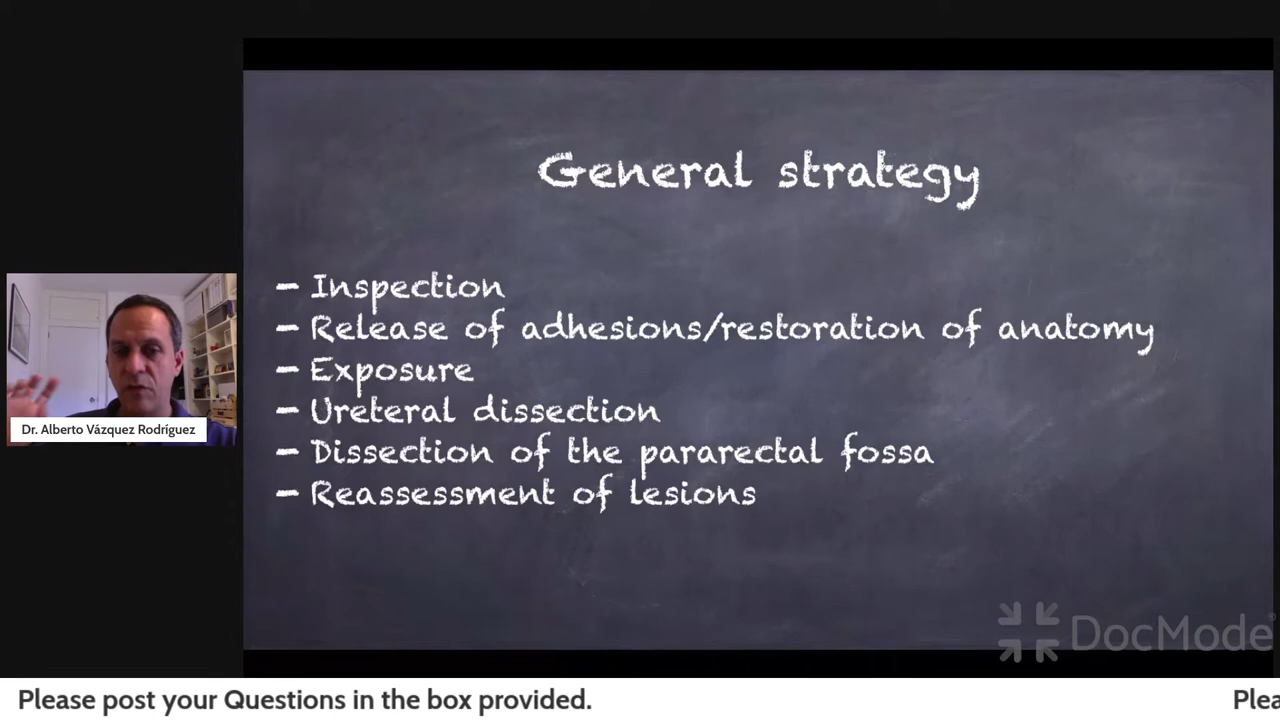 General strategy
– Inspection
– Release of adhesions/restoration of anatomy
– Exposure
– Ureteral dissection
– Dissection of the pararectal fossa
– Reassessment of lesions
Dr. Alberto Vázquez Rodríguez
DocMode
Please post your Questions in the box provided.
Plea